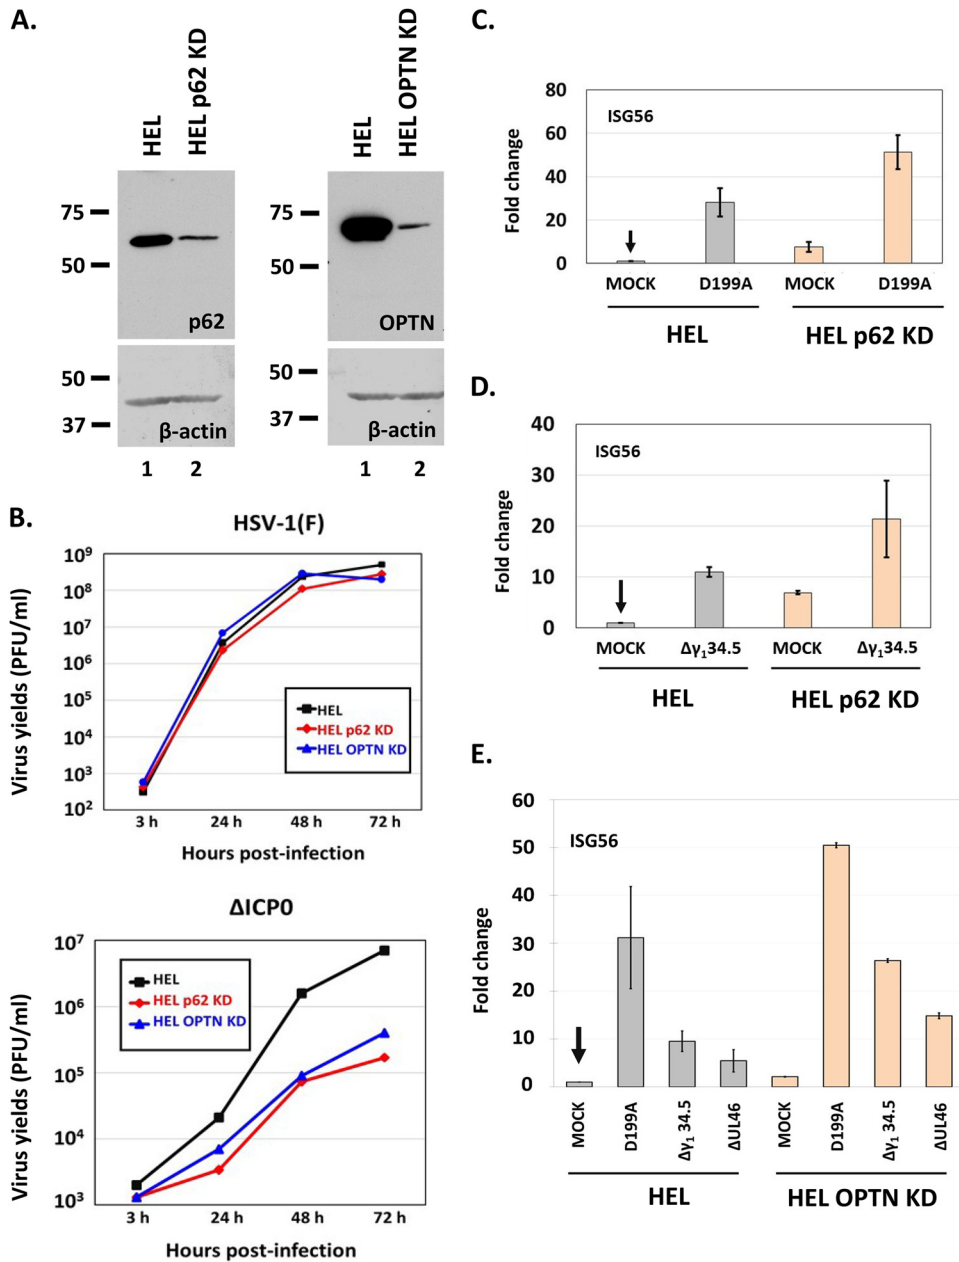 A.
HEL
HEL p62 KD
HEL
HEL OPTN KD
75
50
p62
75
50
OPTN
50
37
β-actin
50
37
β-actin
1 2
1 2
B.
HSV-1(F)
Virus yields (PFU/ml)
10⁹
10⁸
10⁷
10⁶
10⁵
10⁴
10³
10²
HEL
HEL p62 KD
HEL OPTN KD
3 h 24 h 48 h 72 h
Hours post-infection
ΔICP0
Virus yields (PFU/ml)
10⁷
10⁶
10⁵
10⁴
10³
HEL
HEL p62 KD
HEL OPTN KD
3 h 24 h 48 h 72 h
Hours post-infection
C.
Fold change
80
60
40
20
0
ISG56
MOCK D199A MOCK D199A
HEL HEL p62 KD
D.
Fold change
40
30
20
10
0
ISG56
MOCK Δγ₁34.5 MOCK Δγ₁34.5
HEL HEL p62 KD
E.
Fold change
60
50
40
30
20
10
0
ISG56
MOCK
D199A
Δγ₁ 34.5
ΔUL46
MOCK
D199A
Δγ₁ 34.5
ΔUL46
HEL HEL OPTN KD